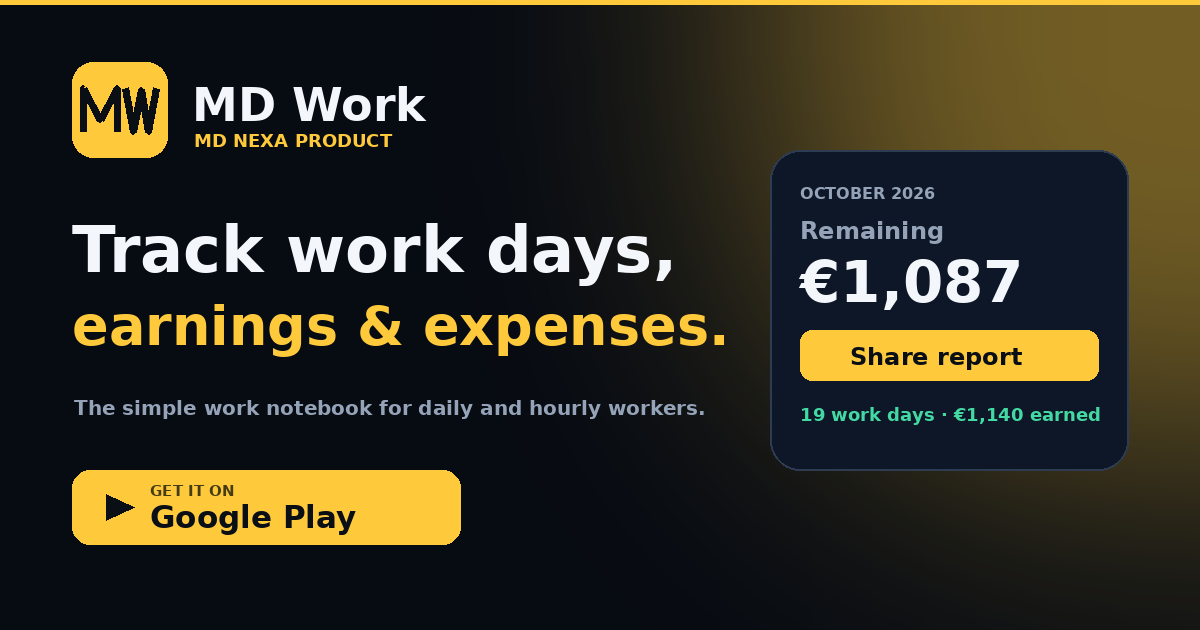 MW
MD Work
MD NEXA PRODUCT
Track work days,
earnings & expenses.
The simple work notebook for daily and hourly workers.
GET IT ON
Google Play
OCTOBER 2026
Remaining
€1,087
Share report
19 work days · €1,140 earned